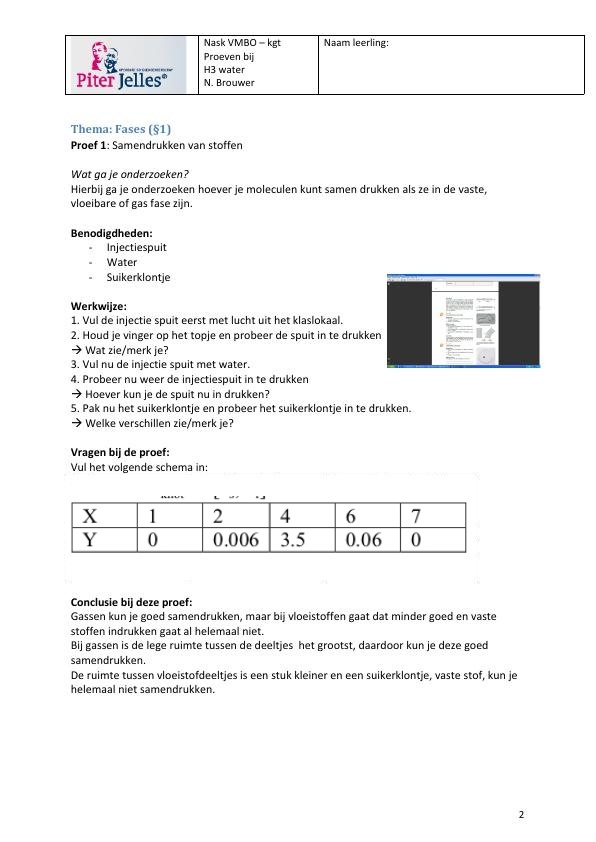 Piter Jelles®
Nask VMBO – kgt
Proeven bij
H3 water
N. Brouwer
Naam leerling:
Thema: Fases (§1)
Proef 1: Samendrukken van stoffen
Wat ga je onderzoeken?
Hierbij ga je onderzoeken hoever je moleculen kunt samen drukken als ze in de vaste,
vloeibare of gas fase zijn.
Benodigdheden:
- Injectiespuit
- Water
- Suikerklontje
Werkwijze:
1. Vul de injectie spuit eerst met lucht uit het klaslokaal.
2. Houd je vinger op het topje en probeer de spuit in te drukken
→ Wat zie/merk je?
3. Vul nu de injectie spuit met water.
4. Probeer nu weer de injectiespuit in te drukken
→ Hoever kun je de spuit nu in drukken?
5. Pak nu het suikerklontje en probeer het suikerklontje in te drukken.
→ Welke verschillen zie/merk je?
Vragen bij de proef:
Vul het volgende schema in:
X 1 2 4 6 7
Y 0 0.006 3.5 0.06 0
Conclusie bij deze proef:
Gassen kun je goed samendrukken, maar bij vloeistoffen gaat dat minder goed en vaste
stoffen indrukken gaat al helemaal niet.
Bij gassen is de lege ruimte tussen de deeltjes  het grootst, daardoor kun je deze goed
samendrukken.
De ruimte tussen vloeistofdeeltjes is een stuk kleiner en een suikerklontje, vaste stof, kun je
helemaal niet samendrukken.
2